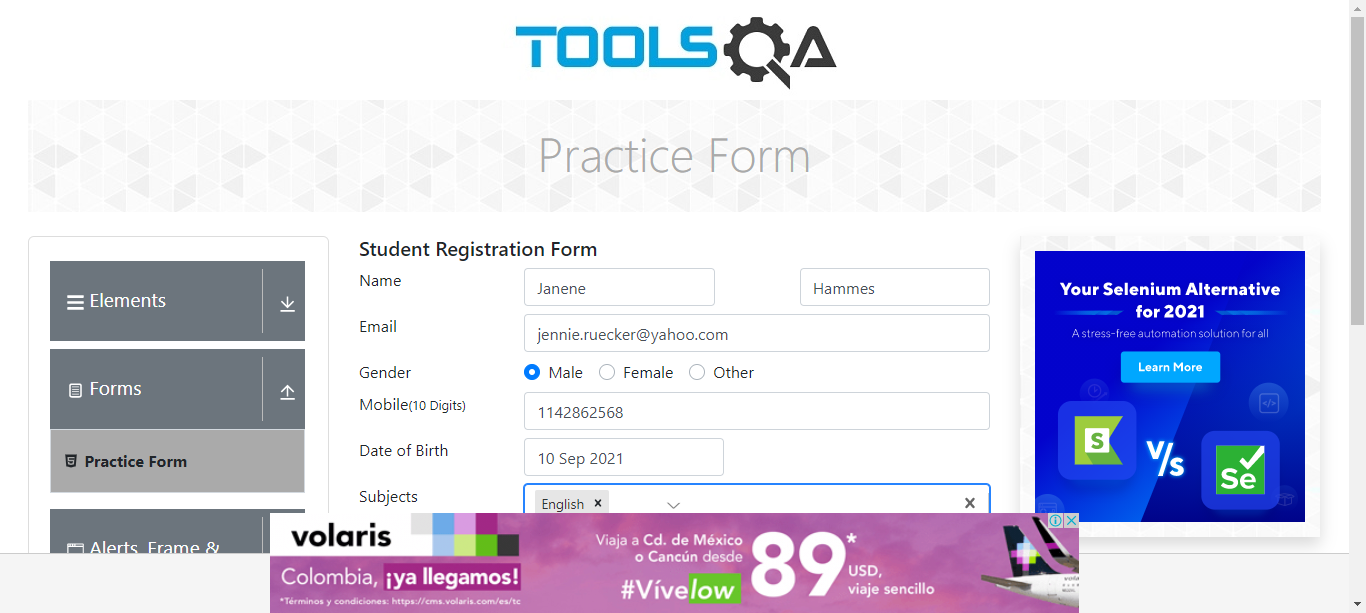 TOOLSQA
Practice Form
Elements
Forms
Practice Form
Alerts, Frame &
Student Registration Form
Name
Janene
Hammes
Email
jennie.ruecker@yahoo.com
Gender
Male
Female
Other
Mobile(10 Digits)
1142862568
Date of Birth
10 Sep 2021
Subjects
English
Your Selenium Alternative
for 2021
A stress-free automation solution for all
Learn More
S
V/s
Se
volaris
Colombia, ¡ya llegamos!
*Términos y condiciones: https://cms.volaris.com/es/tc
Viaja a Cd. de México
o Cancún desde
#Vívelow
89*
USD,
viaje sencillo